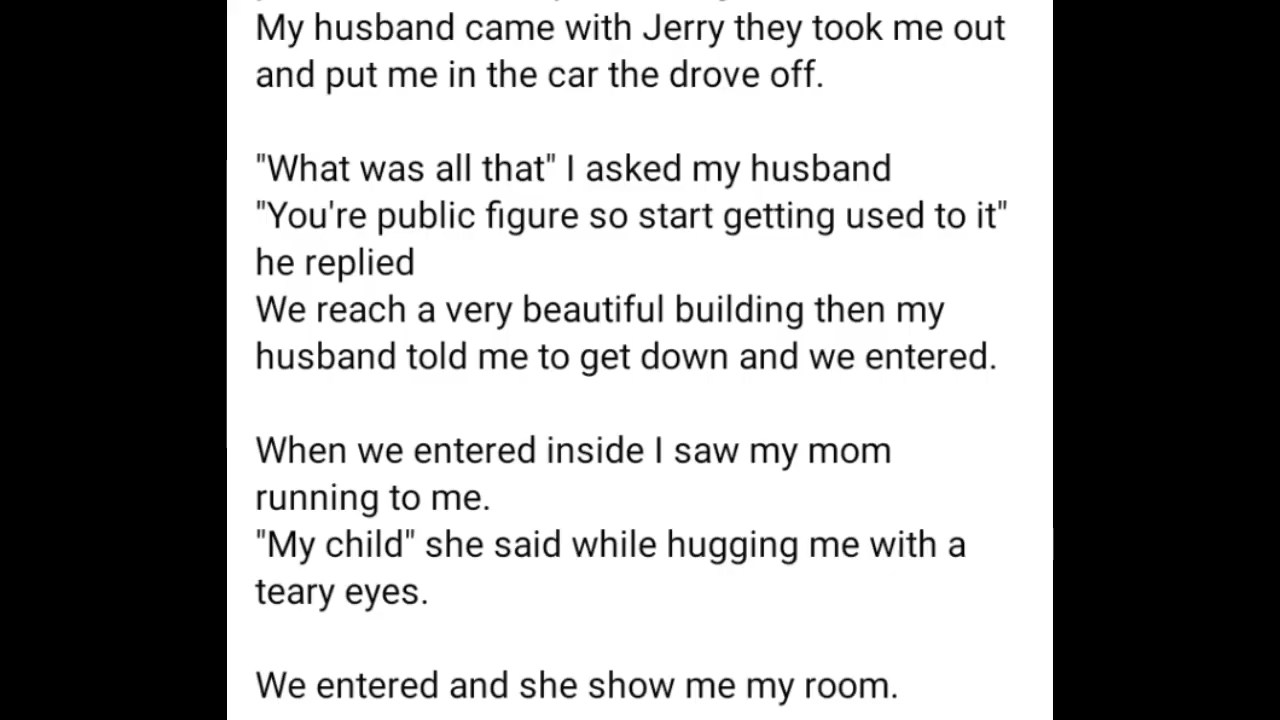 My husband came with Jerry they took me out
and put me in the car the drove off.
"What was all that" I asked my husband
"You're public figure so start getting used to it"
he replied
We reach a very beautiful building then my
husband told me to get down and we entered.
When we entered inside I saw my mom
running to me.
"My child" she said while hugging me with a
teary eyes.
We entered and she show me my room.